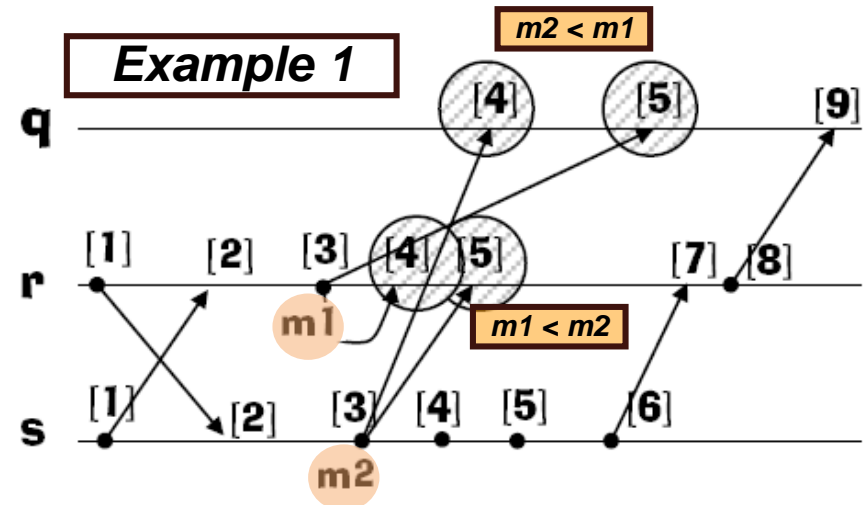 m2 < m1
Example 1
[4] [5] [9]
q
[1] [2] [3] [4] [5] [7] [8]
r
m1
m1 < m2
[1] [2] [3] [4] [5] [6]
s
m2